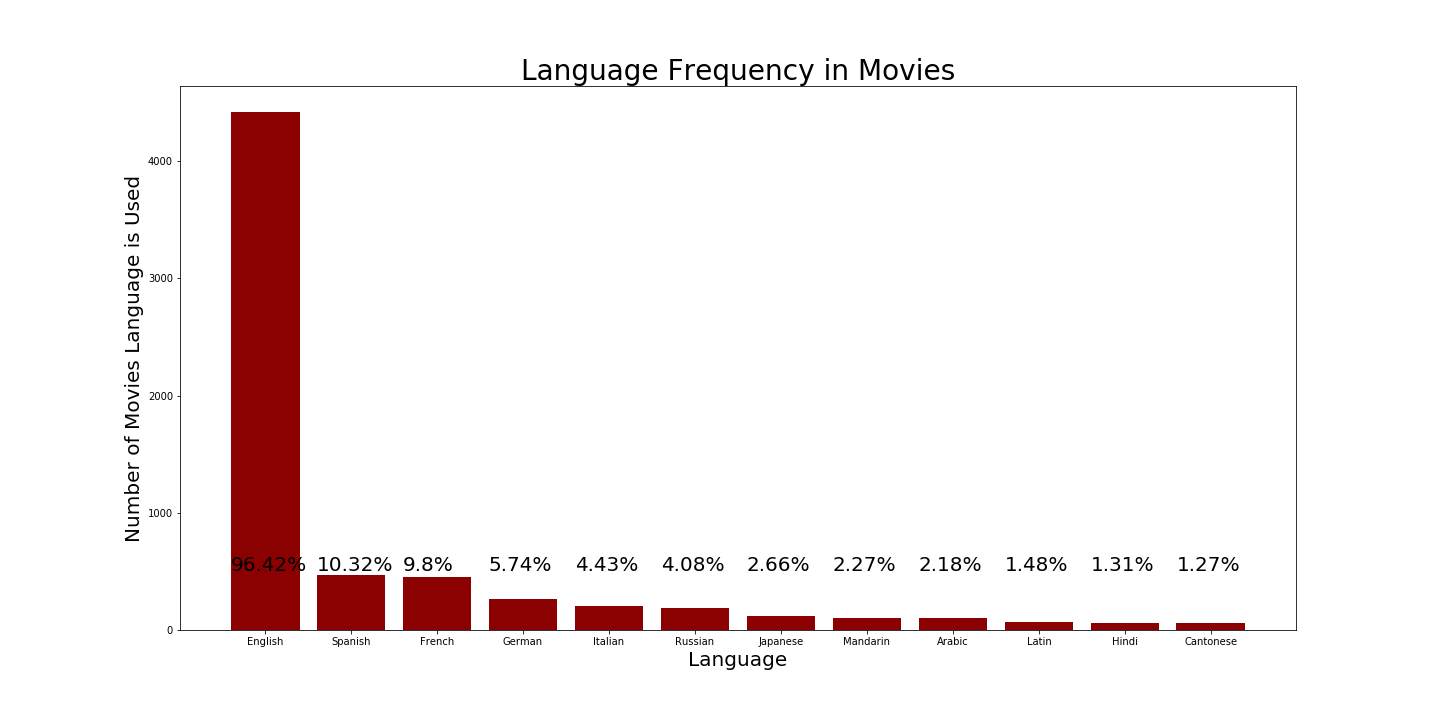 Language Frequency in Movies
Number of Movies Language is Used
4000
3000
2000
1000
0
96.42% 10.32% 9.8% 5.74% 4.43% 4.08% 2.66% 2.27% 2.18% 1.48% 1.31% 1.27%
English Spanish French German Italian Russian Japanese Mandarin Arabic Latin Hindi Cantonese
Language